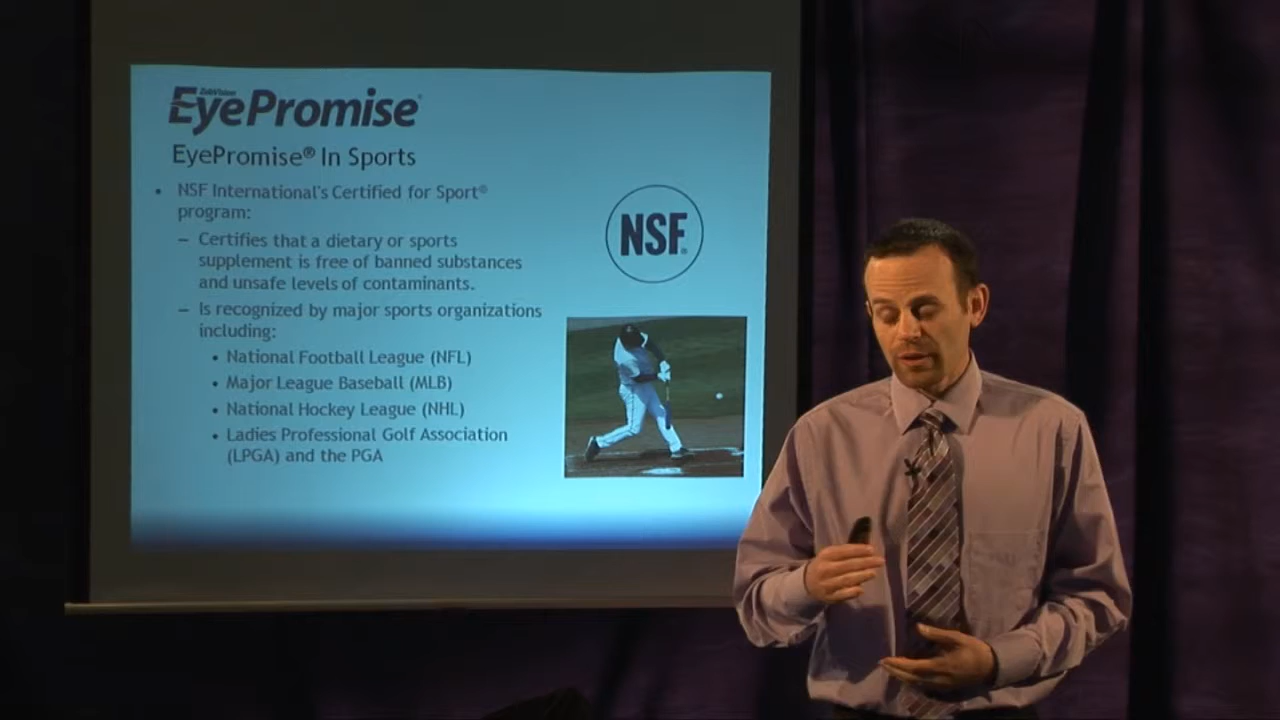 ZeaVision
EyePromise®
EyePromise® In Sports
• NSF International's Certified for Sport®
program:
– Certifies that a dietary or sports
supplement is free of banned substances
and unsafe levels of contaminants.
– Is recognized by major sports organizations
including:
• National Football League (NFL)
• Major League Baseball (MLB)
• National Hockey League (NHL)
• Ladies Professional Golf Association
(LPGA) and the PGA
NSF®